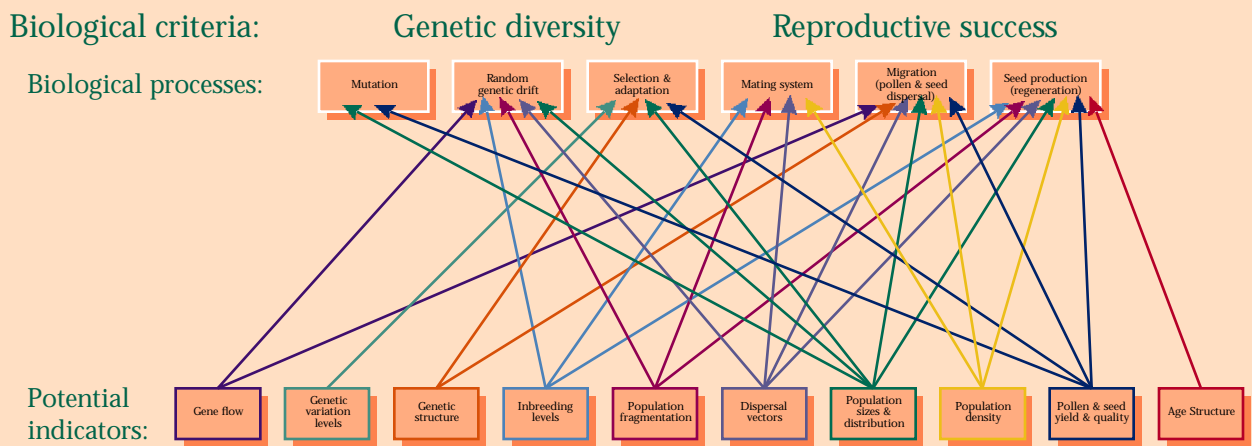 Biological criteria: Genetic diversity Reproductive success
Biological processes:
Mutation
Random
genetic drift
Selection &
adaptation
Mating system
Migration
(pollen & seed
dispersal)
Seed production
(regeneration)
Potential
indicators:
Gene flow
Genetic
variation
levels
Genetic
structure
Inbreeding
levels
Population
fragmentation
Dispersal
vectors
Population
sizes &
distribution
Population
density
Pollen & seed
yield & quality
Age Structure